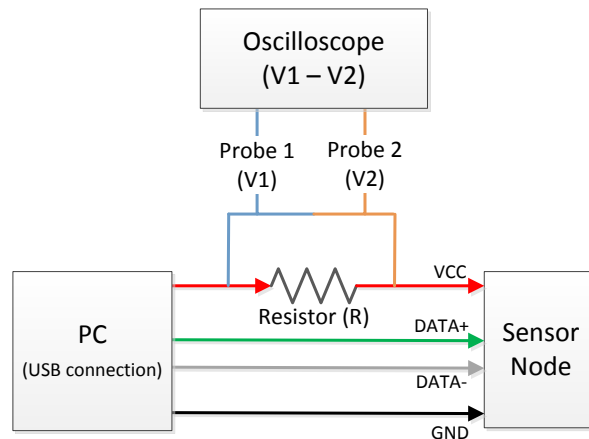 Oscilloscope
(V1 – V2)
Probe 1
(V1)
Probe 2
(V2)
VCC
Resistor (R)
PC
(USB connection)
DATA+
DATA-
GND
Sensor
Node